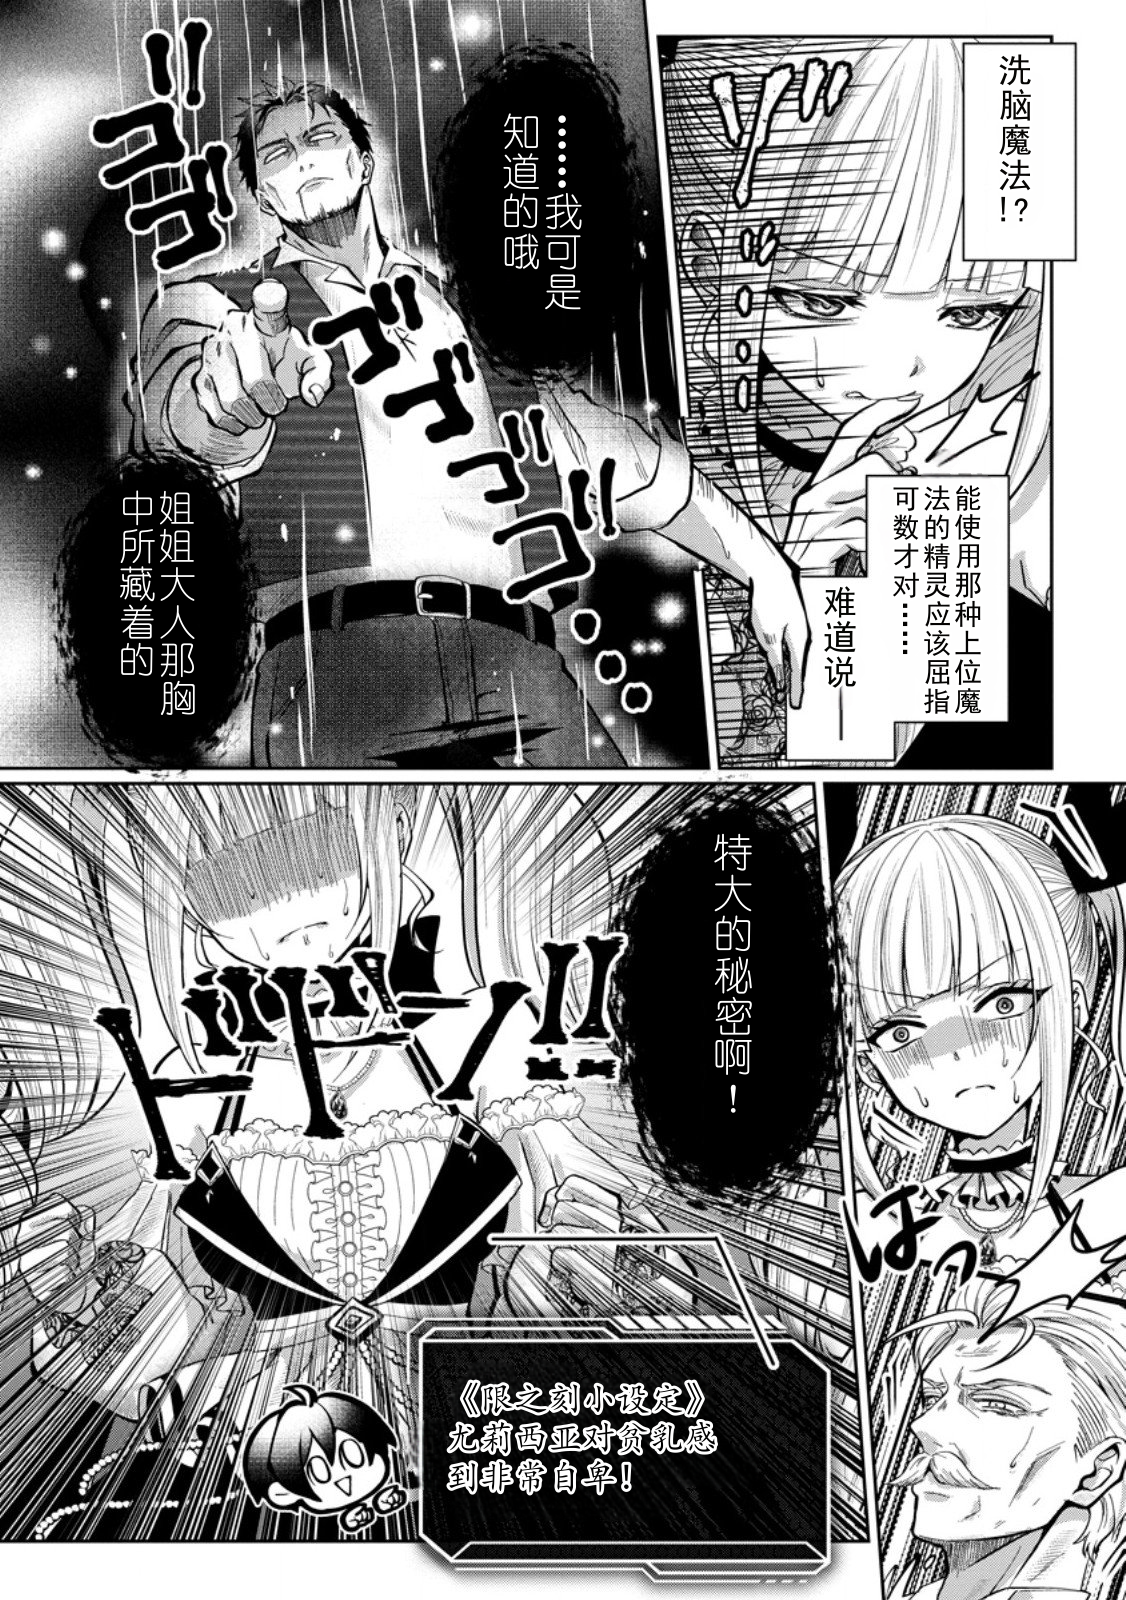 洗脑魔
法!?
能使用那种上位魔
法的精灵应该屈指
可数才对……
难道说——
……我可是
知道的哦
ゴゴゴ!!
ゴゴゴゴ…
姐姐大人那胸
中所藏着的
ばっ
特大的秘密啊！
ドドドーン!!
《限之刻小设定》
尤莉西亚对贫乳感
到非常自卑！